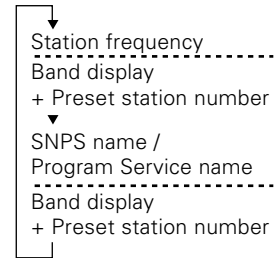 Station frequency
Band display
+ Preset station number
SNPS name /
Program Service name
Band display
+ Preset station number